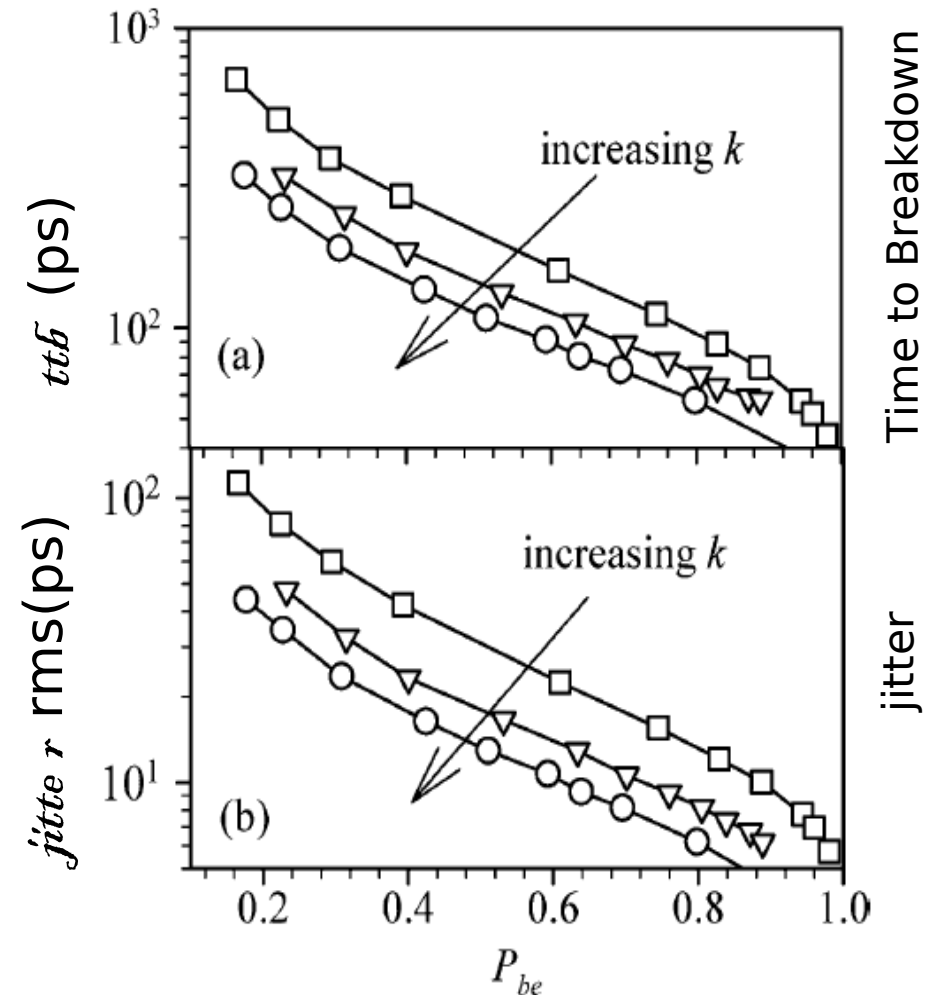 10³
increasing k
ttb (ps)
10²
(a)
Time to Breakdown
10²
increasing k
jitte r rms(ps)
10¹
(b)
jitter
0.2 0.4 0.6 0.8 1.0
P_be